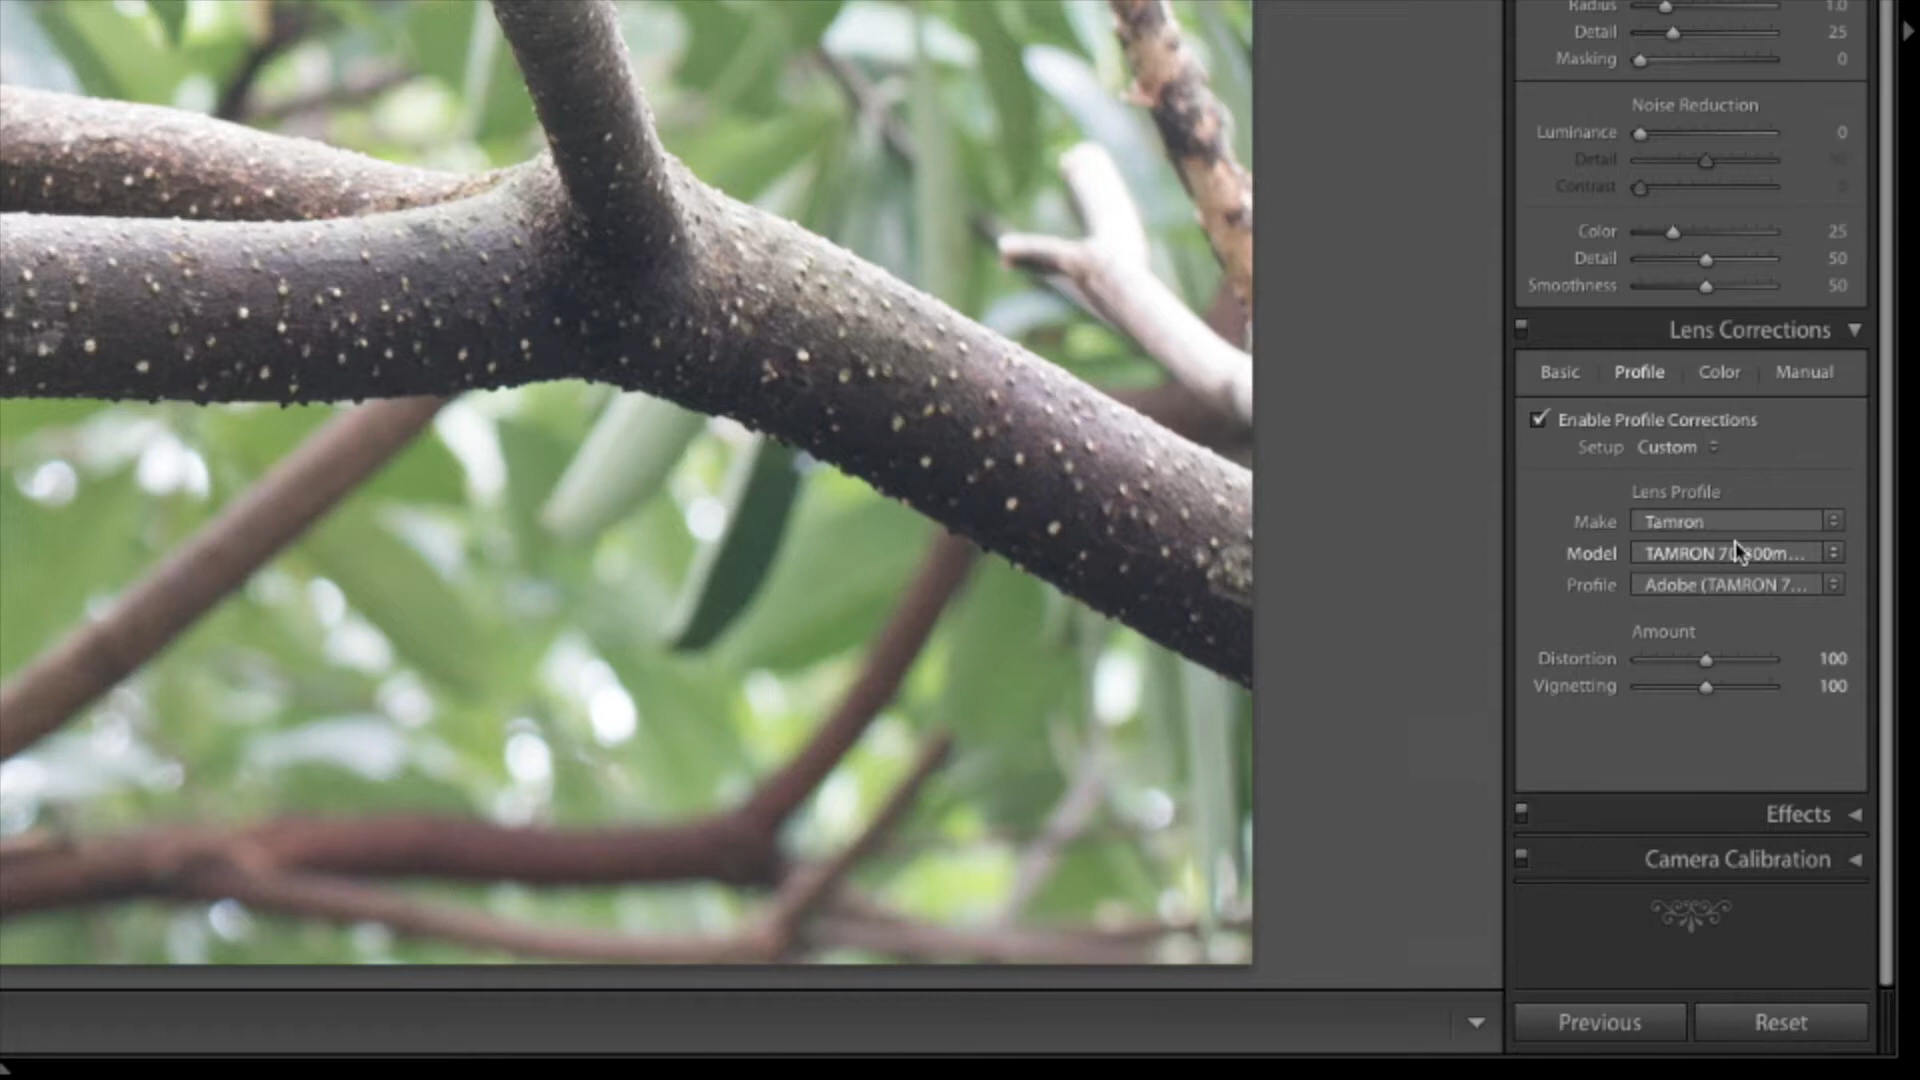 Radius 1.0
Detail 25
Masking 0
Noise Reduction
Luminance 0
Detail
Contrast
Color 25
Detail 50
Smoothness 50
Lens Corrections
Basic Profile Color Manual
Enable Profile Corrections
Setup Custom
Lens Profile
Make Tamron
Model TAMRON
Profile Adobe (TAMRON 7...
Amount
Distortion 100
Vignetting 100
Effects
Camera Calibration
Previous Reset